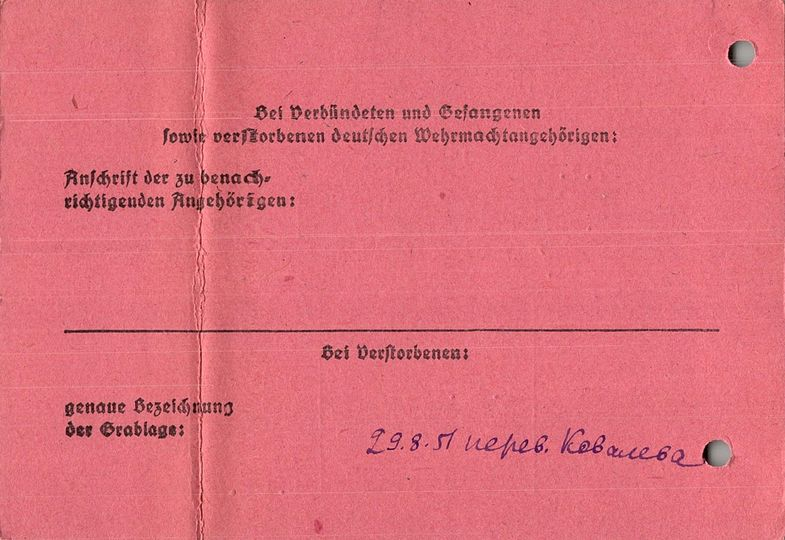 Bei Verbündeten und Gefangenen
sowie verstorbenen deutschen Wehrmachtangehörigen:
Anschrift der zu benach-
richtigenden Angehörigen:
Bei Verstorbenen:
genaue Bezeichnung
der Grablage:
29.8.51 перев. Ковалева